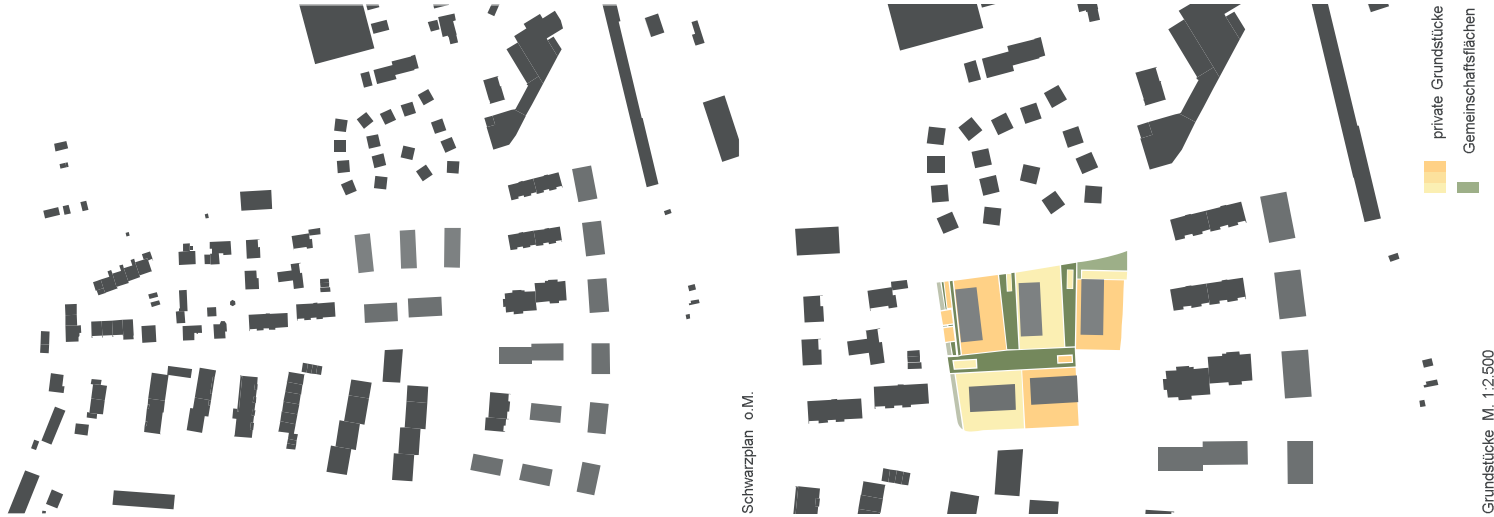 Schwarzplan o.M.
private Grundstücke
Gemeinschaftsflächen
Grundstücke M. 1:2.500